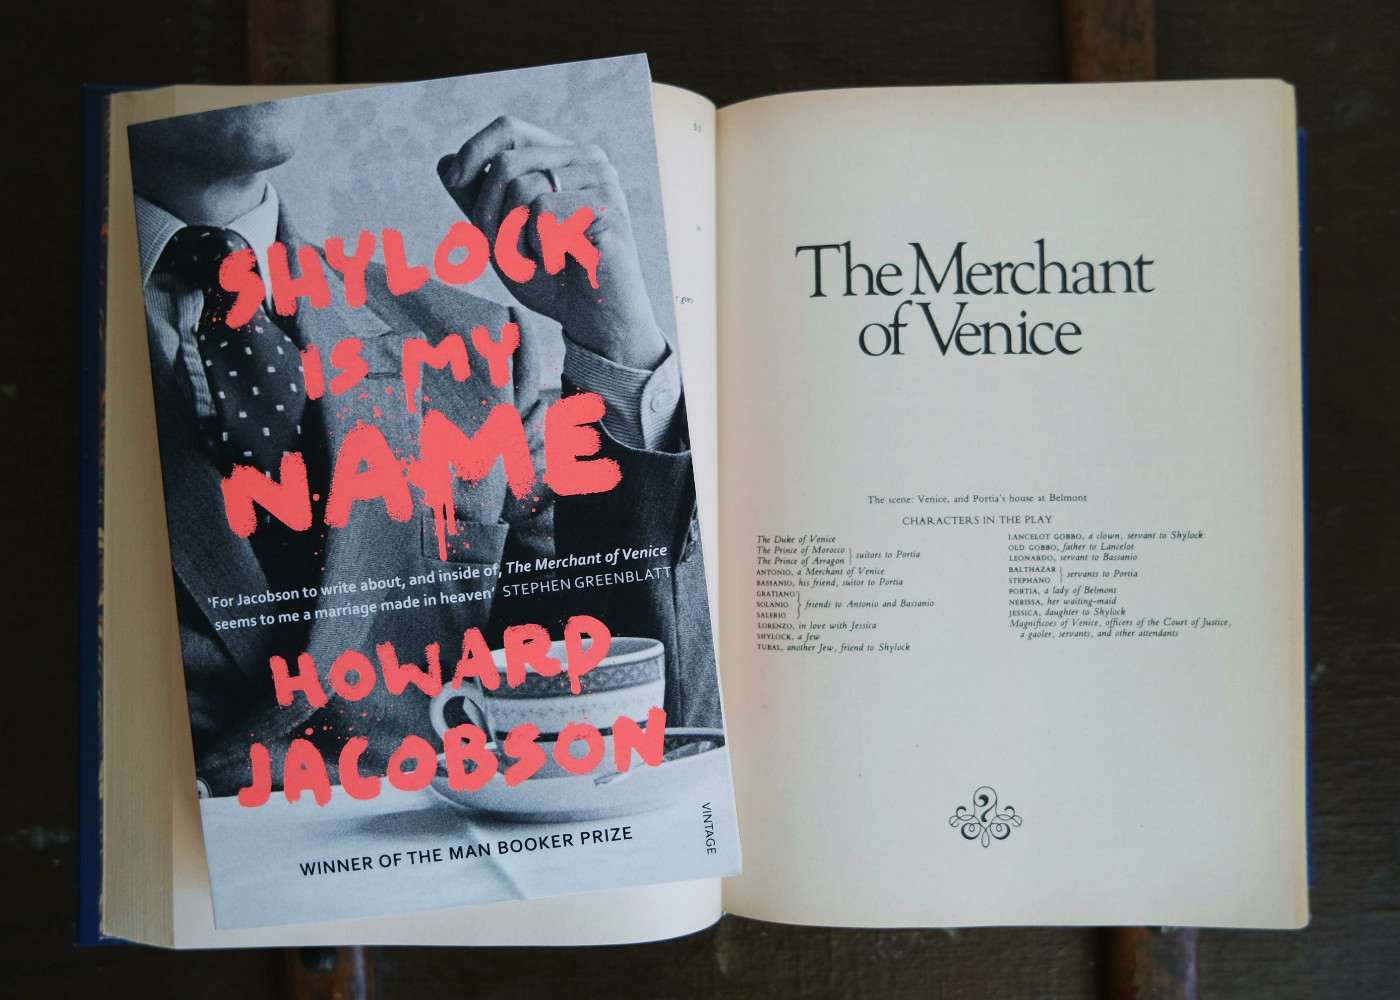 SHYLOCK
IS MY
NAME
'For Jacobson to write about, and inside of, The Merchant of Venice
seems to me a marriage made in heaven' STEPHEN GREENBLATT
HOWARD
JACOBSON
WINNER OF THE MAN BOOKER PRIZE
VINTAGE
goes
The Merchant
of Venice
The scene: Venice, and Portia's house at Belmont
CHARACTERS IN THE PLAY
The Duke of Venice
The Prince of Morocco
The Prince of Arragon
suitors to Portia
ANTONIO, a Merchant of Venice
BASSANIO, his friend, suitor to Portia
GRATIANO
SOLANIO
SALERIO
friends to Antonio and Bassanio
LORENZO, in love with Jessica
SHYLOCK, a Jew
TUBAL, another Jew, friend to Shylock
LANCELOT GOBBO, a clown, servant to Shylock
OLD GOBBO, father to Lancelot
LEONARDO, servant to Bassanio
BALTHAZAR
STEPHANO
servants to Portia
PORTIA, a lady of Belmont
NERISSA, her waiting-maid
JESSICA, daughter to Shylock
Magnificoes of Venice, officers of the Court of Justice,
a gaoler, servants, and other attendants